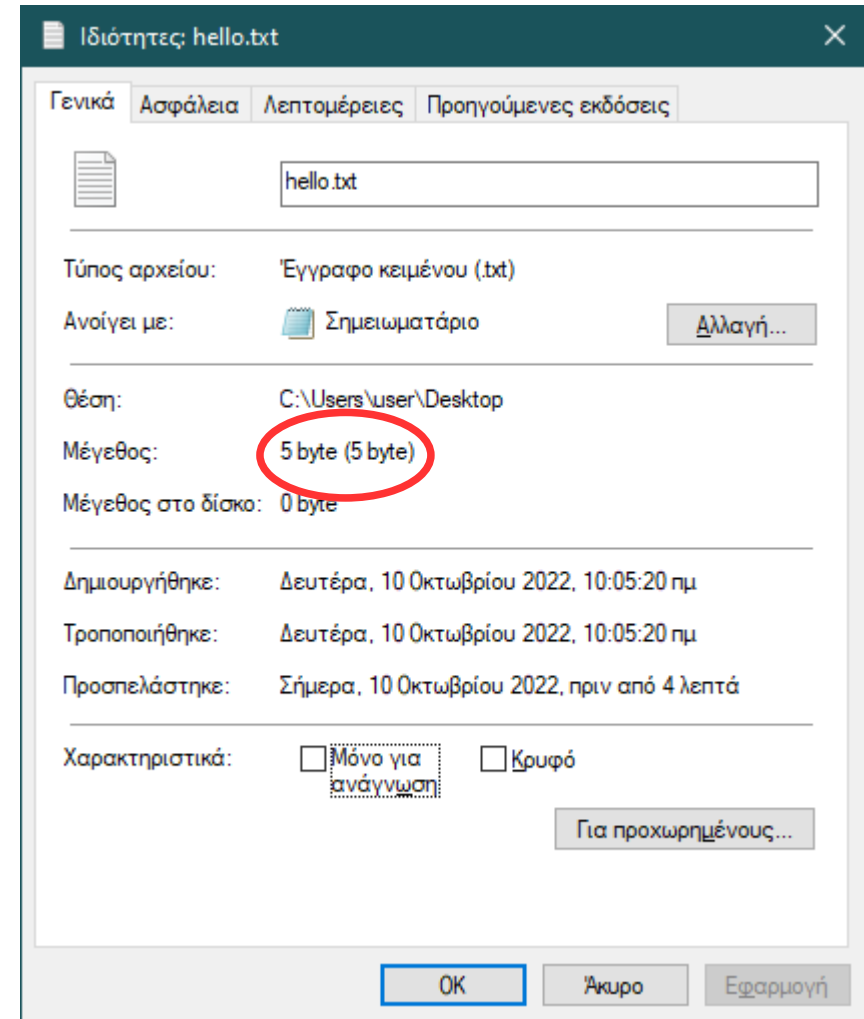 Ιδιότητες: hello.txt
Γενικά Ασφάλεια Λεπτομέρειες Προηγούμενες εκδόσεις
hello.txt
Τύπος αρχείου: Έγγραφο κειμένου (.txt)
Ανοίγει με: Σημειωματάριο Αλλαγή...
Θέση: C:\Users\user\Desktop
Μέγεθος: 5 byte (5 byte)
Μέγεθος στο δίσκο: 0 byte
Δημιουργήθηκε: Δευτέρα, 10 Οκτωβρίου 2022, 10:05:20 πμ
Τροποποιήθηκε: Δευτέρα, 10 Οκτωβρίου 2022, 10:05:20 πμ
Προσπελάστηκε: Σήμερα, 10 Οκτωβρίου 2022, πριν από 4 λεπτά
Χαρακτηριστικά: Μόνο για Κρυφό
ανάγνωση
Για προχωρημένους...
OK Άκυρο Εφαρμογή